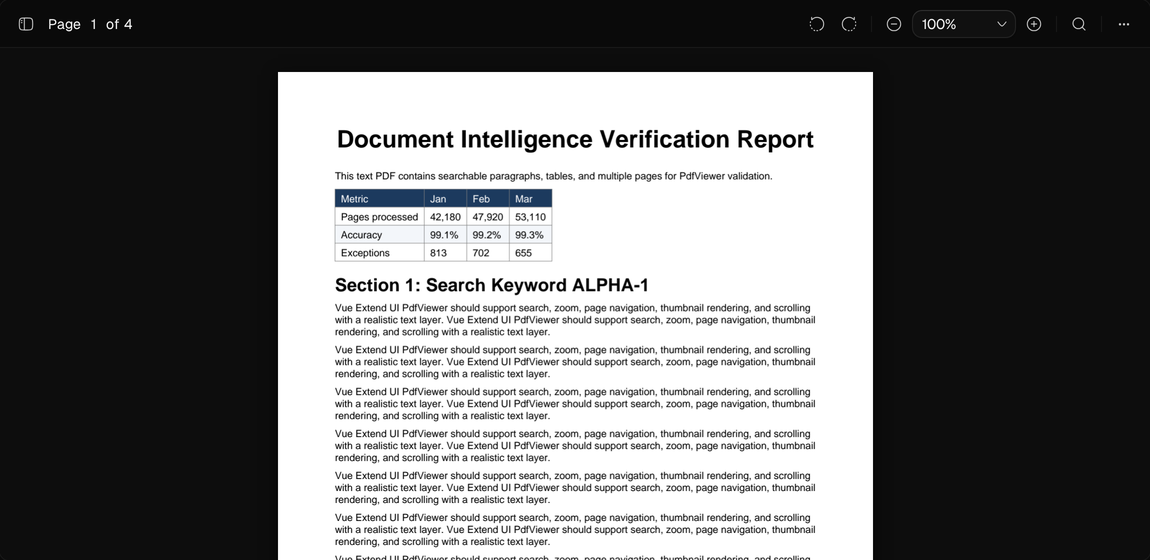 Page 1 of 4
100%
Document Intelligence Verification Report
This text PDF contains searchable paragraphs, tables, and multiple pages for PdfViewer validation.
Metric Jan Feb Mar
Pages processed 42,180 47,920 53,110
Accuracy 99.1% 99.2% 99.3%
Exceptions 813 702 655
Section 1: Search Keyword ALPHA-1
Vue Extend UI PdfViewer should support search, zoom, page navigation, thumbnail rendering, and scrolling
with a realistic text layer. Vue Extend UI PdfViewer should support search, zoom, page navigation, thumbnail
rendering, and scrolling with a realistic text layer.
Vue Extend UI PdfViewer should support search, zoom, page navigation, thumbnail rendering, and scrolling
with a realistic text layer. Vue Extend UI PdfViewer should support search, zoom, page navigation, thumbnail
rendering, and scrolling with a realistic text layer.
Vue Extend UI PdfViewer should support search, zoom, page navigation, thumbnail rendering, and scrolling
with a realistic text layer. Vue Extend UI PdfViewer should support search, zoom, page navigation, thumbnail
rendering, and scrolling with a realistic text layer.
Vue Extend UI PdfViewer should support search, zoom, page navigation, thumbnail rendering, and scrolling
with a realistic text layer. Vue Extend UI PdfViewer should support search, zoom, page navigation, thumbnail
rendering, and scrolling with a realistic text layer.
Vue Extend UI PdfViewer should support search, zoom, page navigation, thumbnail rendering, and scrolling
with a realistic text layer. Vue Extend UI PdfViewer should support search, zoom, page navigation, thumbnail
rendering, and scrolling with a realistic text layer.
Vue Extend UI PdfViewer should support search, zoom, page navigation, thumbnail rendering, and scrolling
with a realistic text layer. Vue Extend UI PdfViewer should support search, zoom, page navigation, thumbnail
rendering, and scrolling with a realistic text layer.
Vue Extend UI PdfViewer should support search, zoom, page navigation, thumbnail rendering, and scrolling